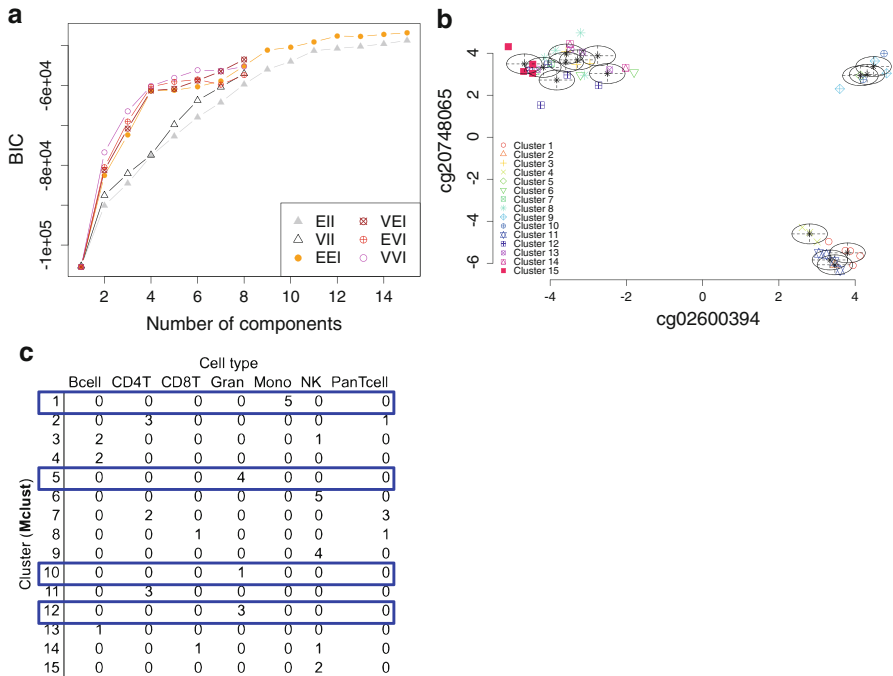 a
BIC
-6e+04
-8e+04
-1e+05
2 4 6 8 10 12 14
Number of components
EII VEI
VII EVI
EEI VVI
b
cg20748065
4
2
0
-2
-4
-6
Cluster 1
Cluster 2
Cluster 3
Cluster 4
Cluster 5
Cluster 6
Cluster 7
Cluster 8
Cluster 9
Cluster 10
Cluster 11
Cluster 12
Cluster 13
Cluster 14
Cluster 15
-4 -2 0 2 4
cg02600394
c
Cell type
Bcell CD4T CD8T Gran Mono NK PanTcell
Cluster (Mclust)
1 0 0 0 0 5 0 0
2 0 3 0 0 0 0 1
3 2 0 0 0 0 1 0
4 2 0 0 0 0 0 0
5 0 0 0 4 0 0 0
6 0 0 0 0 0 5 0
7 0 2 0 0 0 0 3
8 0 0 1 0 0 0 1
9 0 0 0 0 0 4 0
10 0 0 0 1 0 0 0
11 0 3 0 0 0 0 0
12 0 0 0 3 0 0 0
13 1 0 0 0 0 0 0
14 0 0 1 0 0 1 0
15 0 0 0 0 0 2 0